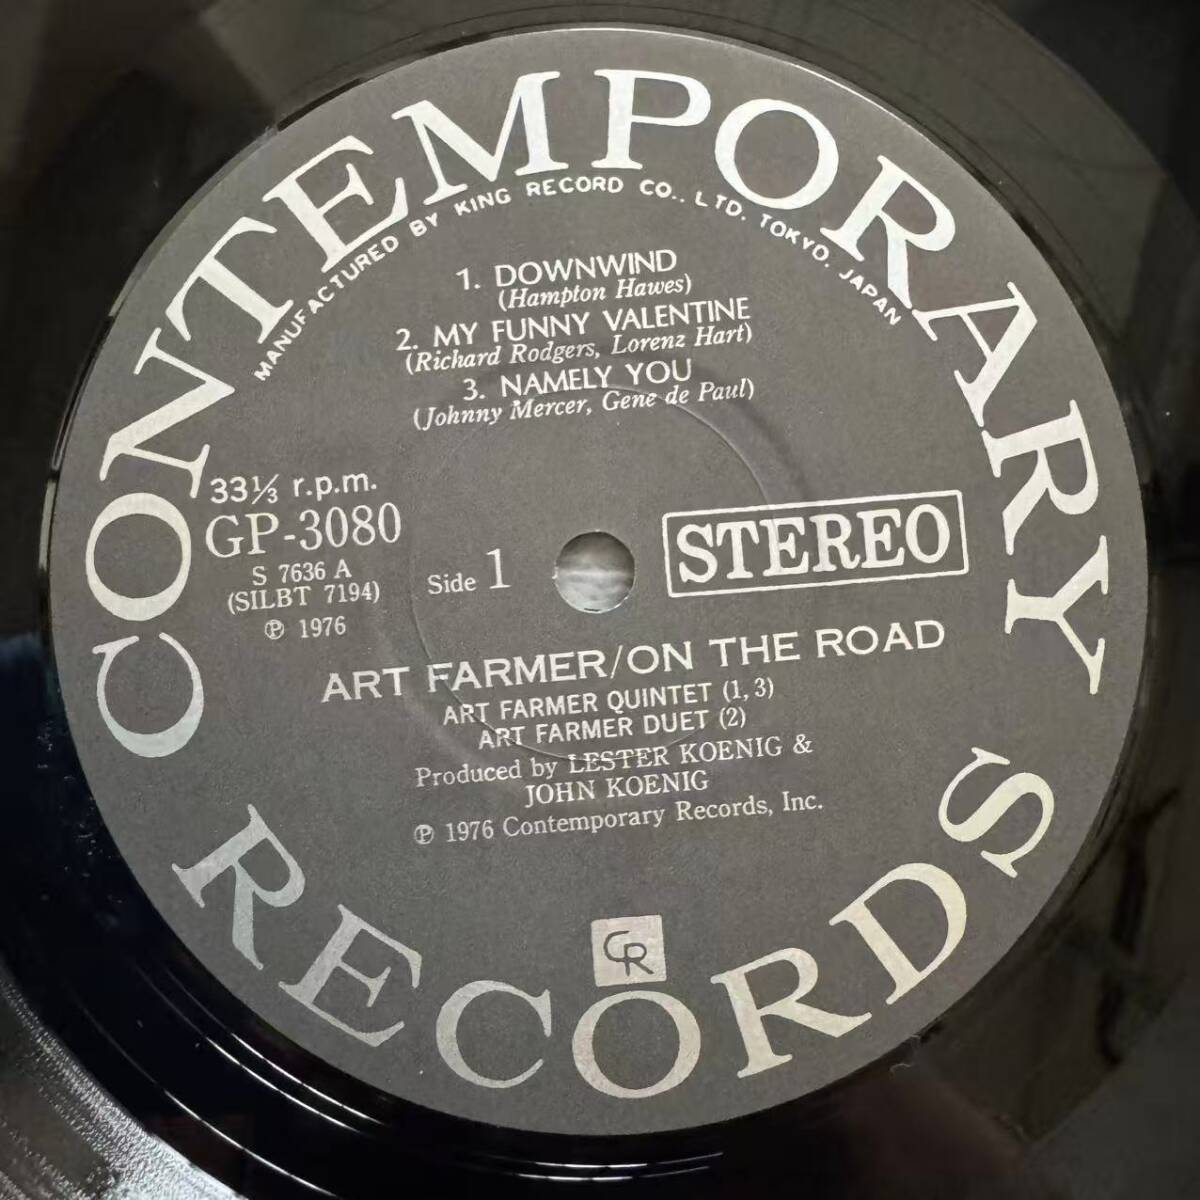 CONTEMPORARY
MANUFACTURED BY KING RECORD CO., LTD. TOKYO, JAPAN
1. DOWNWIND
(Hampton Hawes)
2. MY FUNNY VALENTINE
(Richard Rodgers, Lorenz Hart)
3. NAMELY YOU
(Johnny Mercer, Gene de Paul)
33⅓ r.p.m.
GP-3080
S 7636 A
(SILBT 7194)
℗ 1976
Side 1
STEREO
ART FARMER/ON THE ROAD
ART FARMER QUINTET (1, 3)
ART FARMER DUET (2)
Produced by LESTER KOENIG &
JOHN KOENIG
℗ 1976 Contemporary Records, Inc.
CR
RECORDS